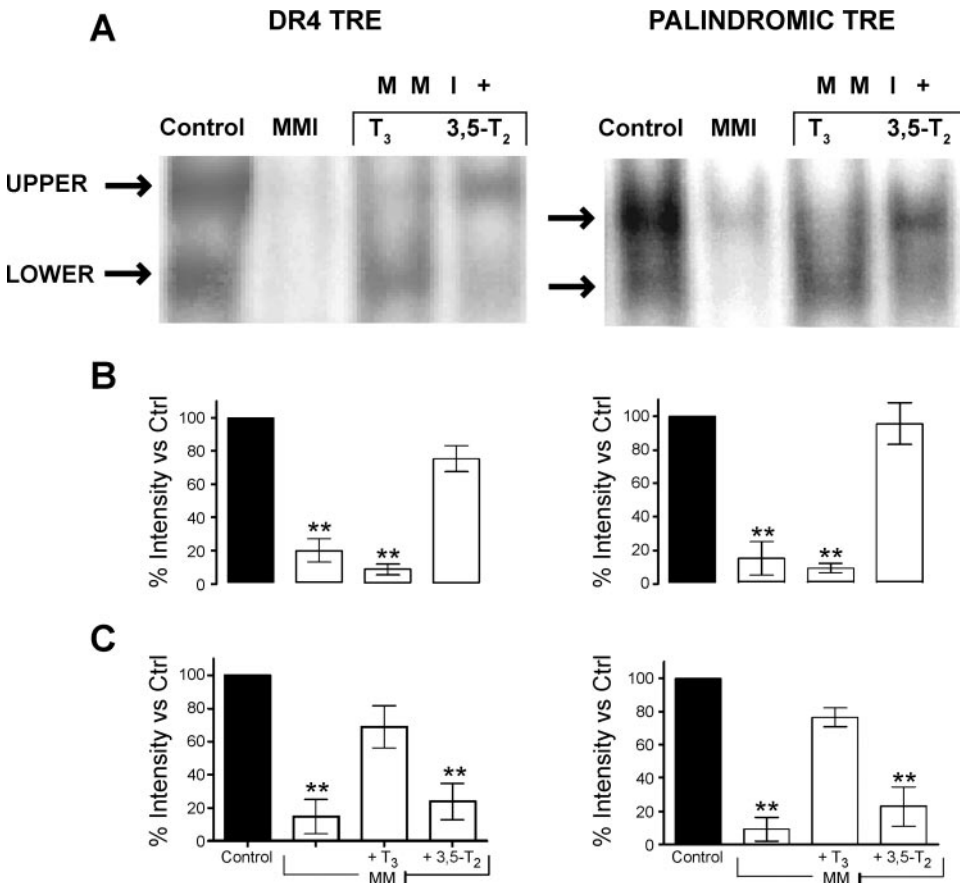 A
DR4 TRE
PALINDROMIC TRE
M M I +
M M I +
Control MMI T3 3,5-T2
Control MMI T3 3,5-T2
UPPER
LOWER
B
% Intensity vs Ctrl
100
80
60
40
20
0
** **
% Intensity vs Ctrl
100
80
60
40
20
0
** **
C
% Intensity vs Ctrl
100
80
60
40
20
0
** **
Control + T3 + 3,5-T2
MM
% Intensity vs Ctrl
100
80
60
40
20
0
** **
Control + T3 + 3,5-T2
MM